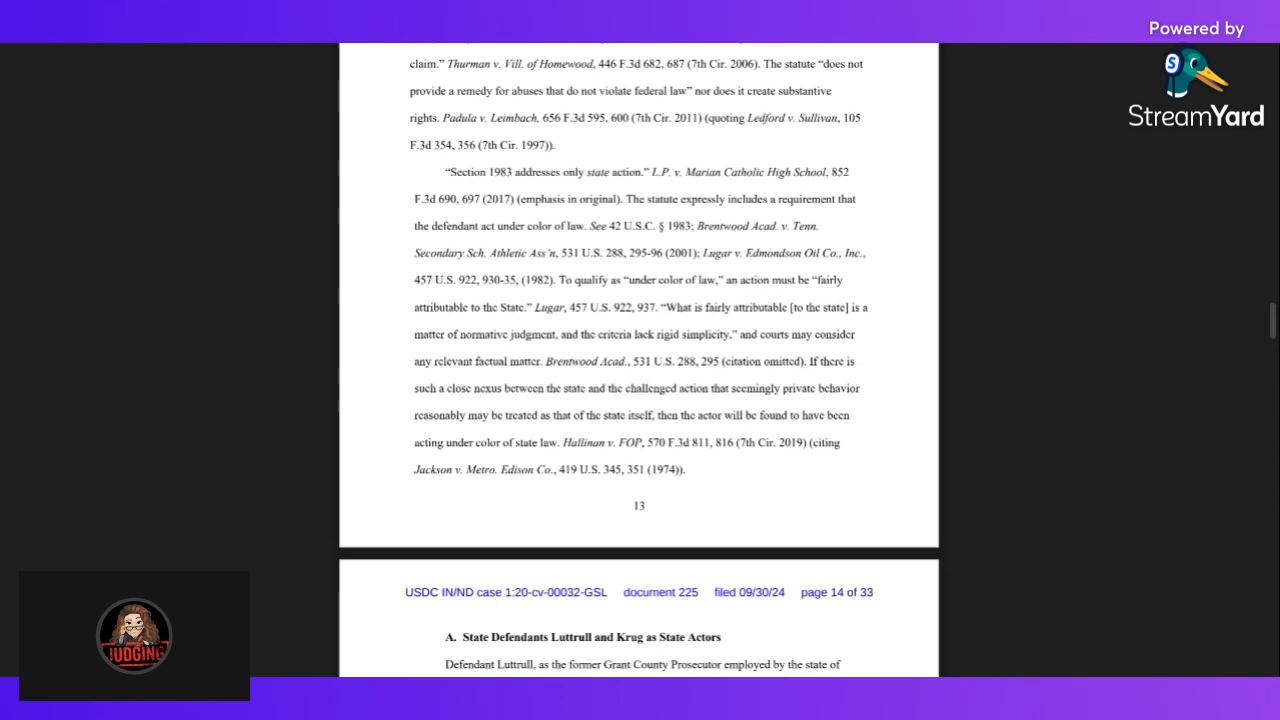 Powered by
StreamYard
claim.” Thurman v. Vill. of Homewood, 446 F.3d 682, 687 (7th Cir. 2006). The statute “does not
provide a remedy for abuses that do not violate federal law” nor does it create substantive
rights. Padula v. Leimbach, 656 F.3d 595, 600 (7th Cir. 2011) (quoting Ledford v. Sullivan, 105
F.3d 354, 356 (7th Cir. 1997)).
“Section 1983 addresses only state action.” L.P. v. Marian Catholic High School, 852
F.3d 690, 697 (2017) (emphasis in original). The statute expressly includes a requirement that
the defendant act under color of law. See 42 U.S.C. § 1983; Brentwood Acad. v. Tenn.
Secondary Sch. Athletic Ass’n, 531 U.S. 288, 295-96 (2001); Lugar v. Edmondson Oil Co., Inc.,
457 U.S. 922, 930-35, (1982). To qualify as “under color of law,” an action must be “fairly
attributable to the State.” Lugar, 457 U.S. 922, 937. “What is fairly attributable [to the state] is a
matter of normative judgment, and the criteria lack rigid simplicity,” and courts may consider
any relevant factual matter. Brentwood Acad., 531 U.S. 288, 295 (citation omitted). If there is
such a close nexus between the state and the challenged action that seemingly private behavior
reasonably may be treated as that of the state itself, then the actor will be found to have been
acting under color of state law. Hallinan v. FOP, 570 F.3d 811, 816 (7th Cir. 2019) (citing
Jackson v. Metro. Edison Co., 419 U.S. 345, 351 (1974)).
13
USDC IN/ND case 1:20-cv-00032-GSL document 225 filed 09/30/24 page 14 of 33
A. State Defendants Luttrull and Krug as State Actors
Defendant Luttrull, as the former Grant County Prosecutor employed by the state of
JUDGING